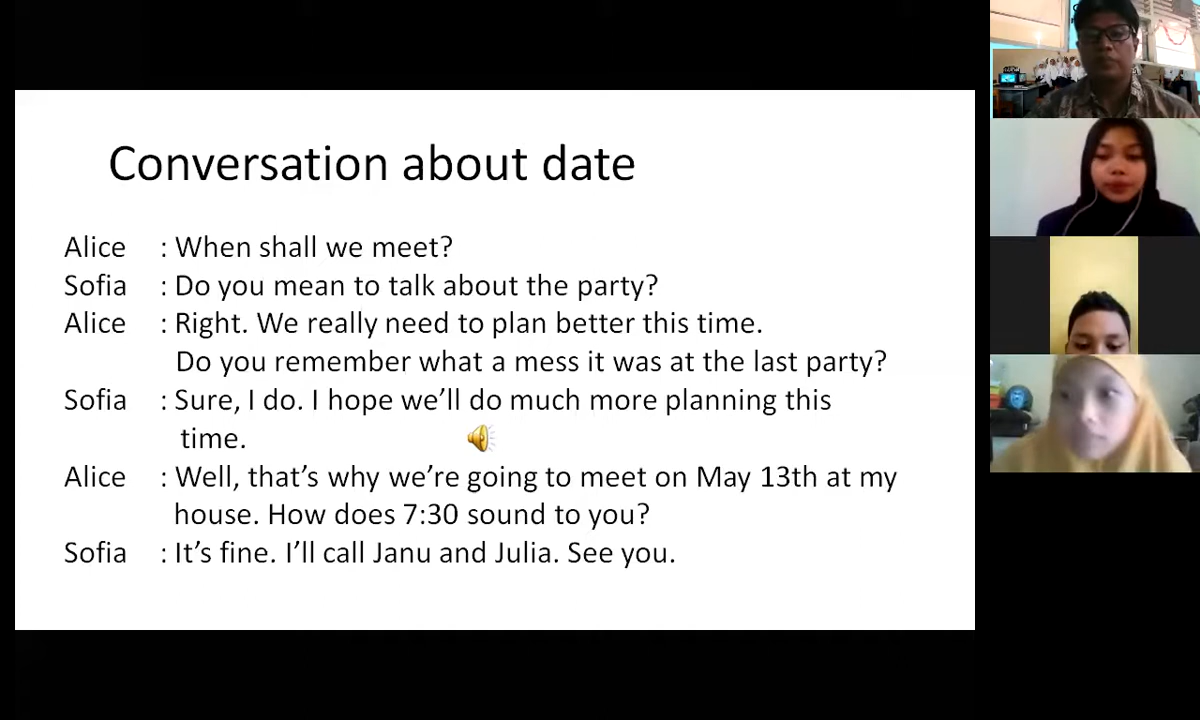 Conversation about date
Alice : When shall we meet?
Sofia : Do you mean to talk about the party?
Alice : Right. We really need to plan better this time.
Do you remember what a mess it was at the last party?
Sofia : Sure, I do. I hope we’ll do much more planning this
time.
Alice : Well, that’s why we’re going to meet on May 13th at my
house. How does 7:30 sound to you?
Sofia : It’s fine. I’ll call Janu and Julia. See you.